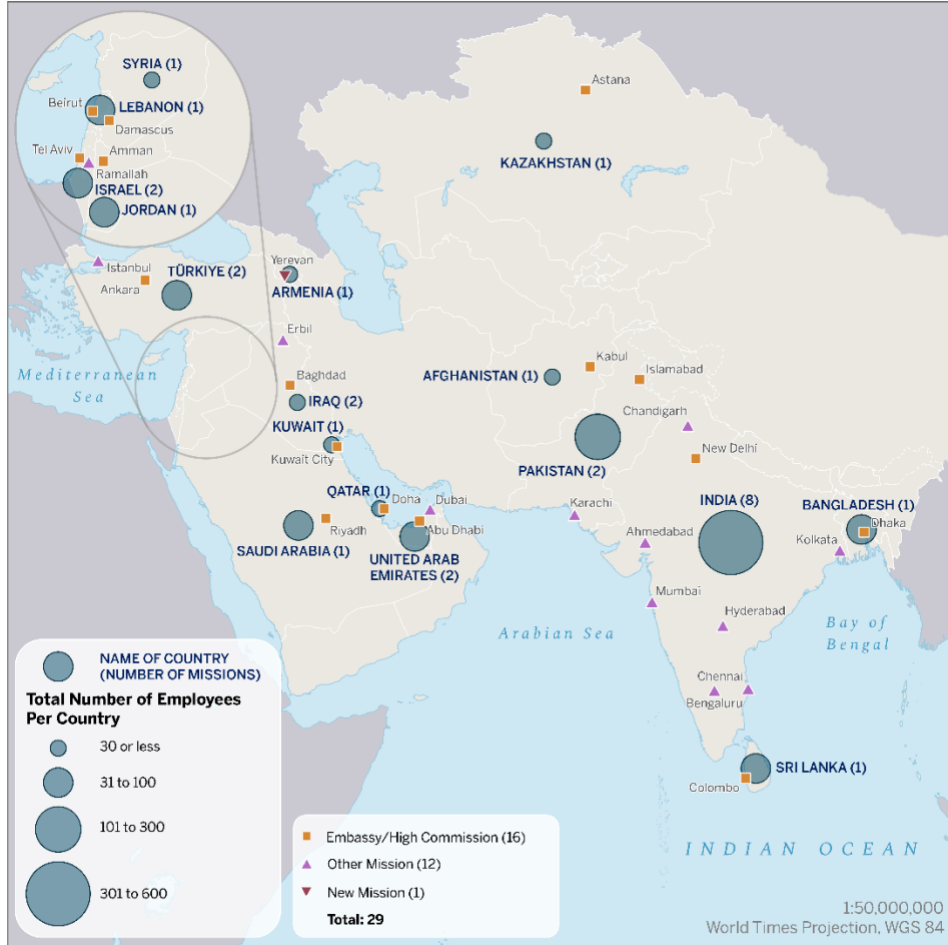 SYRIA (1)
Beirut
LEBANON (1)
Damascus
Tel Aviv
Amman
Ramallah
ISRAEL (2)
JORDAN (1)
Astana
KAZAKHSTAN (1)
Istanbul
Ankara
TÜRKİYE (2)
Yerevan
ARMENIA (1)
Erbil
Mediterranean
Sea
Baghdad
IRAQ (2)
AFGHANISTAN (1)
Kabul
Islamabad
KUWAIT (1)
Kuwait City
Chandigarh
New Delhi
PAKISTAN (2)
QATAR (1)
Doha
Dubai
Abu Dhabi
Riyadh
SAUDI ARABIA (1)
UNITED ARAB
EMIRATES (2)
Karachi
Ahmedabad
INDIA (8)
BANGLADESH (1)
Dhaka
Kolkata
Mumbai
Hyderabad
Arabian Sea
Bay of
Bengal
Chennai
Bengaluru
SRI LANKA (1)
Colombo
INDIAN OCEAN
NAME OF COUNTRY
(NUMBER OF MISSIONS)
Total Number of Employees
Per Country
30 or less
31 to 100
101 to 300
301 to 600
Embassy/High Commission (16)
Other Mission (12)
New Mission (1)
Total: 29
1:50,000,000
World Times Projection, WGS 84